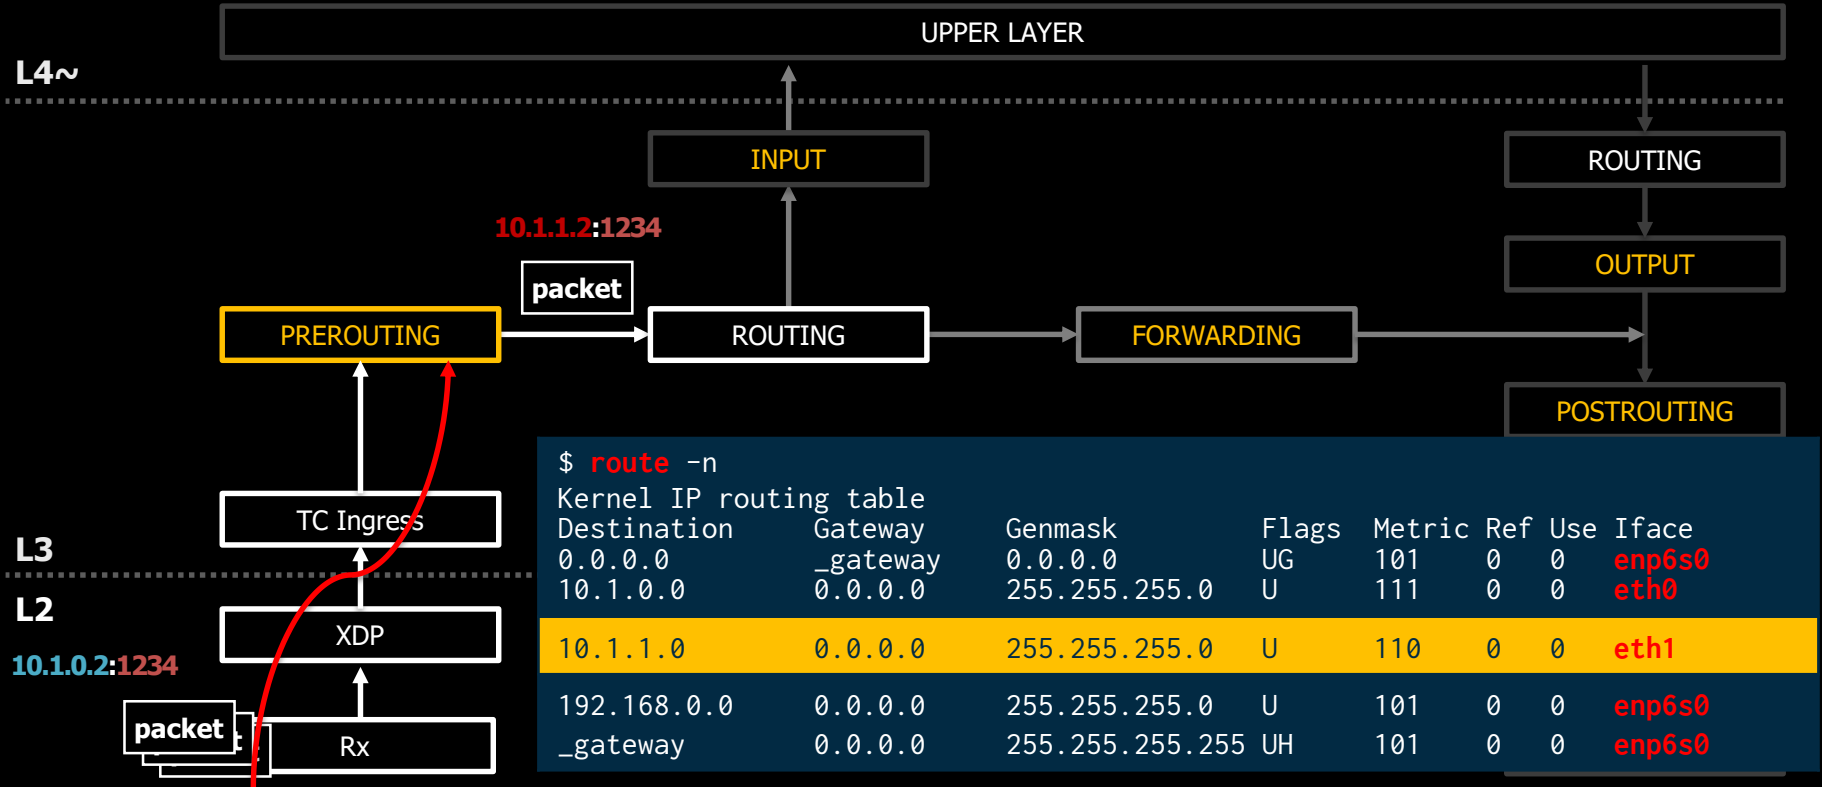 UPPER LAYER
L4~
INPUT
ROUTING
10.1.1.2:1234
packet
OUTPUT
PREROUTING
ROUTING
FORWARDING
POSTROUTING
$ route -n
Kernel IP routing table
Destination Gateway Genmask Flags Metric Ref Use Iface
0.0.0.0 _gateway 0.0.0.0 UG 101 0 0 enp6s0
10.1.0.0 0.0.0.0 255.255.255.0 U 111 0 0 eth0
10.1.1.0 0.0.0.0 255.255.255.0 U 110 0 0 eth1
192.168.0.0 0.0.0.0 255.255.255.0 U 101 0 0 enp6s0
_gateway 0.0.0.0 255.255.255.255 UH 101 0 0 enp6s0
TC Ingress
L3
L2
XDP
10.1.0.2:1234
packet
Rx